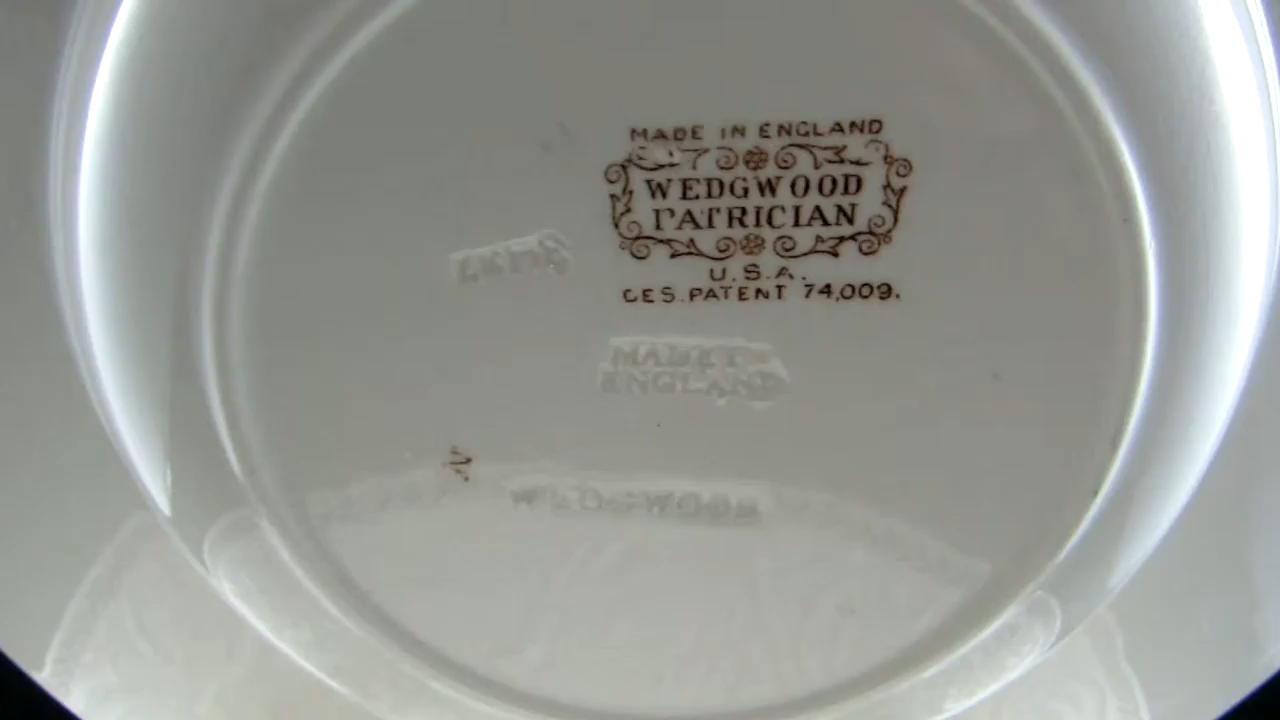 MADE IN ENGLAND
WEDGWOOD
PATRICIAN
U.S.A.
DES. PATENT 74,009.
MADE IN
ENGLAND
WEDGWOOD